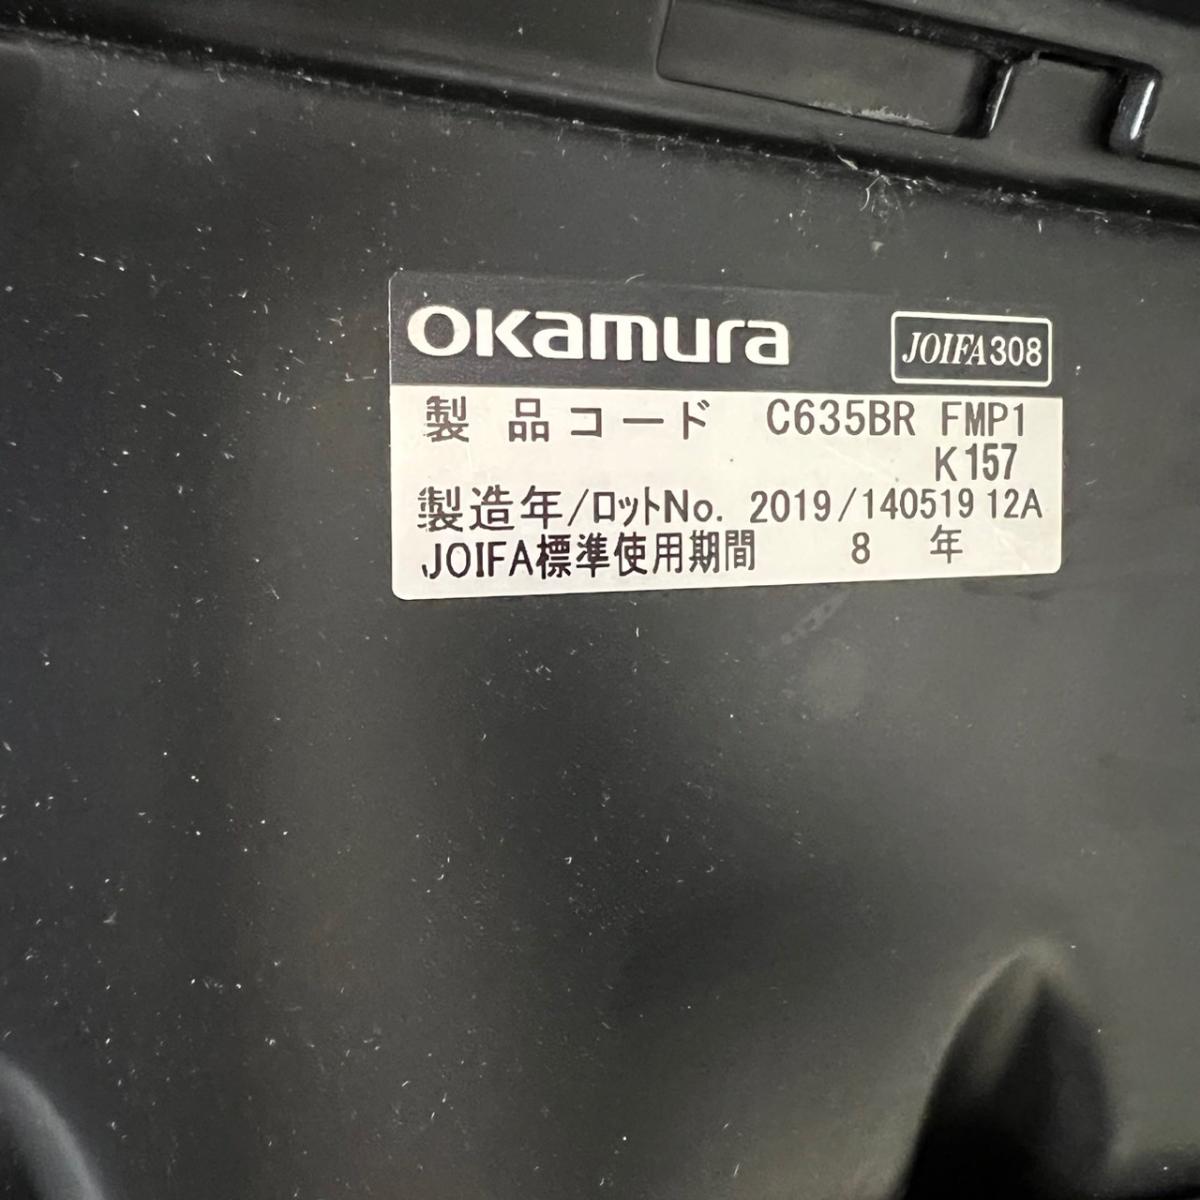 okamura
JOIFA308
製品コード C635BR FMP1
K157
製造年/ロットNo. 2019/140519 12A
JOIFA標準使用期間 8 年